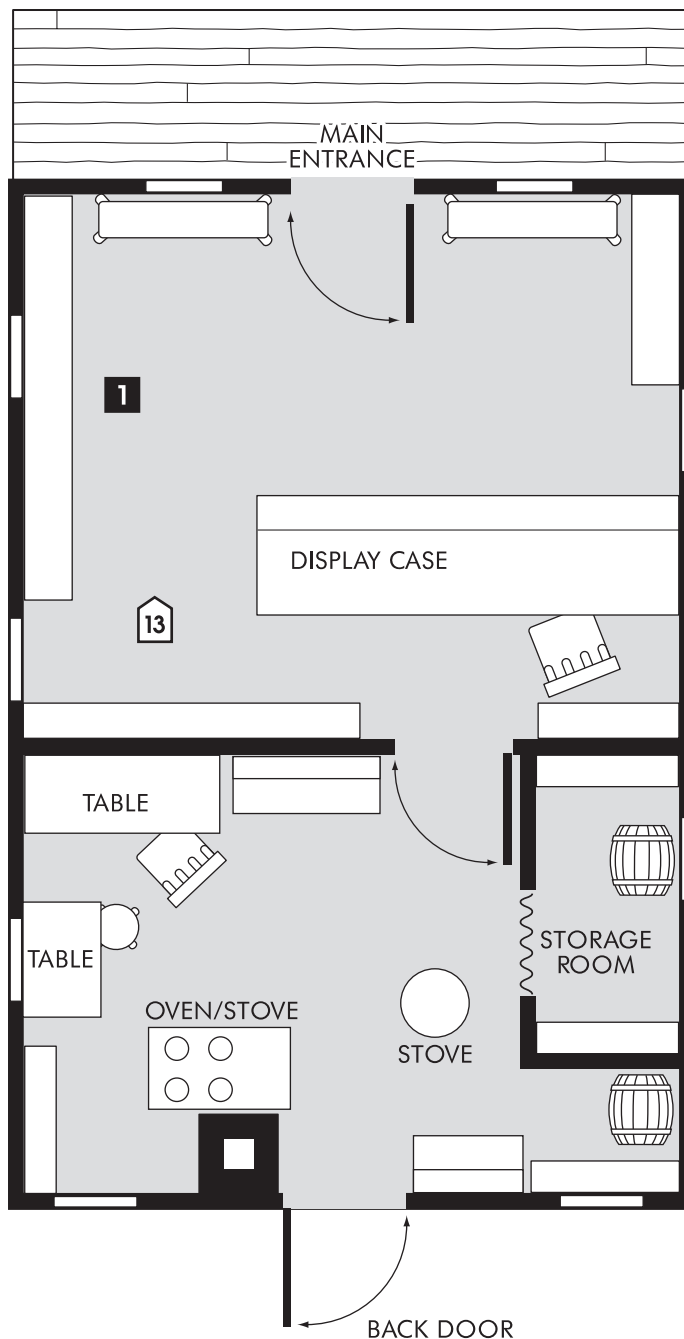 MAIN
ENTRANCE
1
DISPLAY CASE
13
TABLE
TABLE
STORAGE
ROOM
OVEN/STOVE
STOVE
BACK DOOR